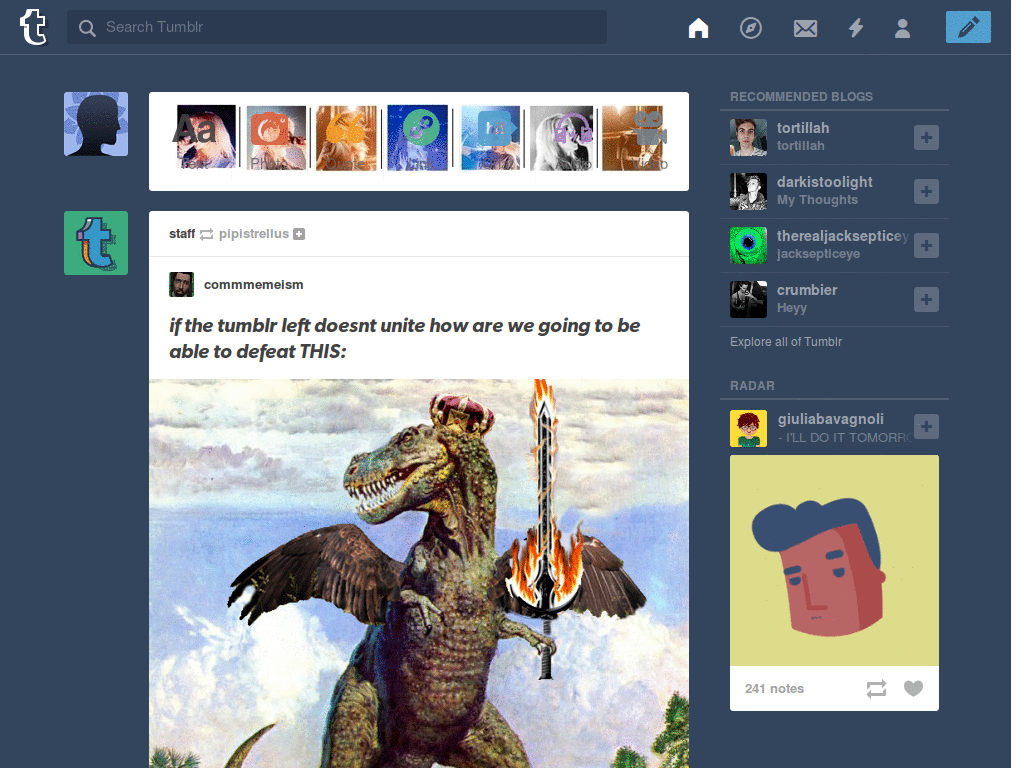 Search Tumblr
Aa
Text
Photo
Quote
Link
hi!
Audio
Video
staff pipistrellus
commmemeism
if the tumblr left doesnt unite how are we going to be
able to defeat THIS:
RECOMMENDED BLOGS
tortillah
tortillah
darkistoolight
My Thoughts
therealjacksepticey
jacksepticeye
crumbier
Heyy
Explore all of Tumblr
RADAR
giuliabavagnoli
- I'LL DO IT TOMORR
241 notes